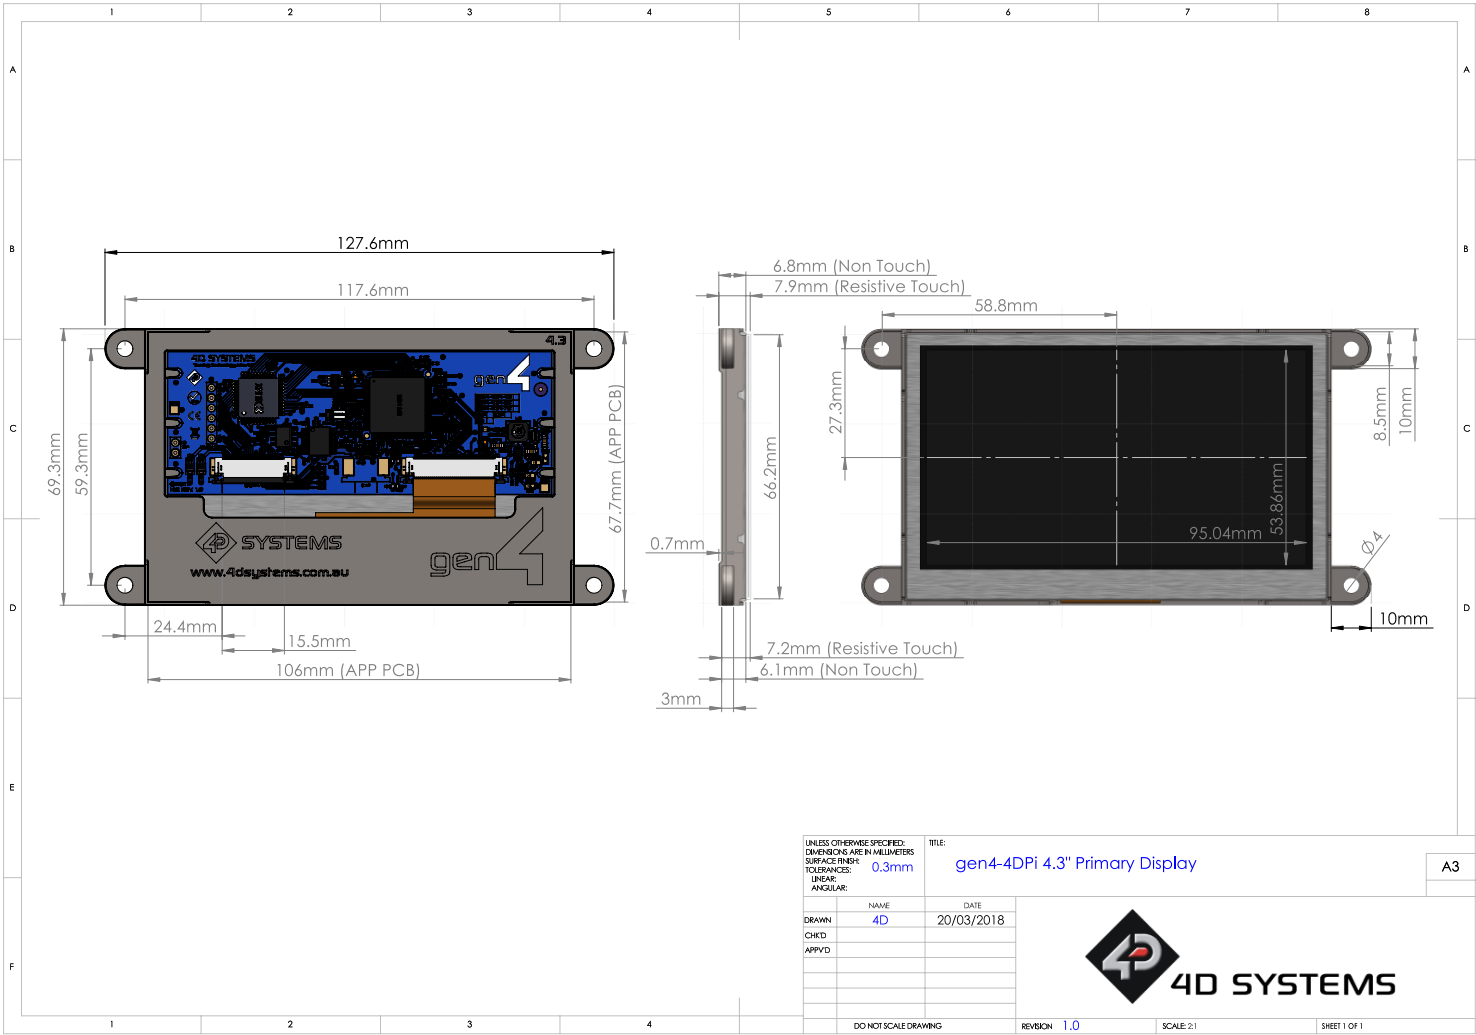 1 2 3 4 5 6 7 8
A A
B B
C C
D D
E
F
127.6mm
117.6mm
69.3mm
59.3mm
67.7mm (APP PCB)
4.3
4D SYSTEMS
gen4
4D SYSTEMS
www.4dsystems.com.au
gen4
24.4mm
15.5mm
106mm (APP PCB)
6.8mm (Non Touch)
7.9mm (Resistive Touch)
66.2mm
0.7mm
7.2mm (Resistive Touch)
6.1mm (Non Touch)
3mm
58.8mm
27.3mm
8.5mm
10mm
53.86mm
95.04mm
Ø4
10mm
UNLESS OTHERWISE SPECIFIED:
DIMENSIONS ARE IN MILLIMETERS
SURFACE FINISH:
TOLERANCES: 0.3mm
LINEAR:
ANGULAR:
TITLE:
gen4-4DPi 4.3" Primary Display
A3
NAME DATE
DRAWN 4D 20/03/2018
CHK'D
APPV'D
4D SYSTEMS
DO NOT SCALE DRAWING
REVISION 1.0
SCALE: 2:1
SHEET 1 OF 1
1 2 3 4